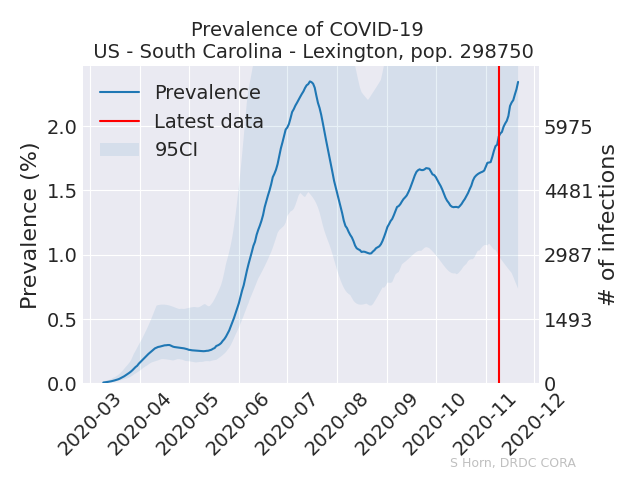 Prevalence of COVID-19
US - South Carolina - Lexington, pop. 298750
Prevalence
Latest data
95CI
Prevalence (%)
2.0
1.5
1.0
0.5
0.0
5975
4481
2987
1493
0
# of infections
2020-03
2020-04
2020-05
2020-06
2020-07
2020-08
2020-09
2020-10
2020-11
2020-12
S Horn, DRDC CORA